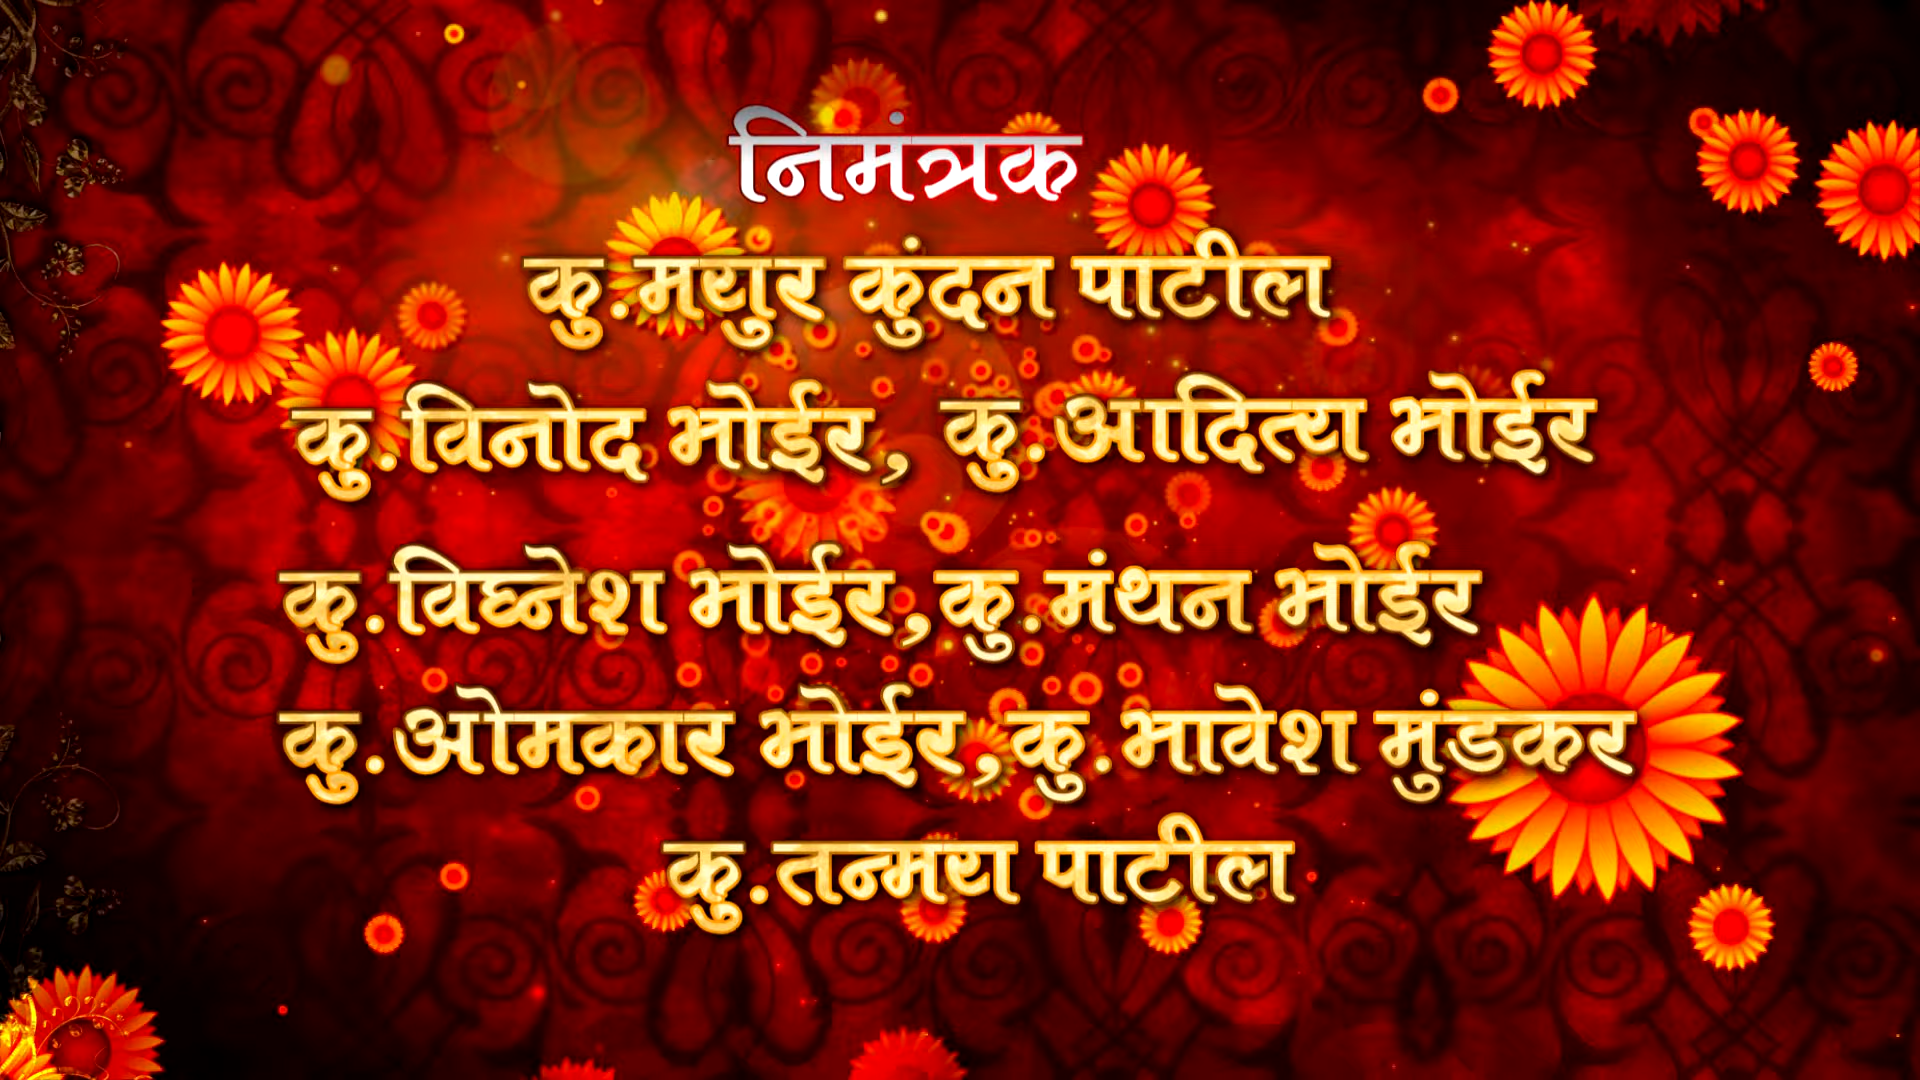 निमंत्रक
कु.मयुर कुंदन पाटील
कु.विनोद भोईर, कु.आदित्य भोईर
कु.विघ्नेश भोईर,कु.मंथन भोईर
कु.ओमकार भोईर,कु.भावेश मुंडकर
कु.तन्मय पाटील